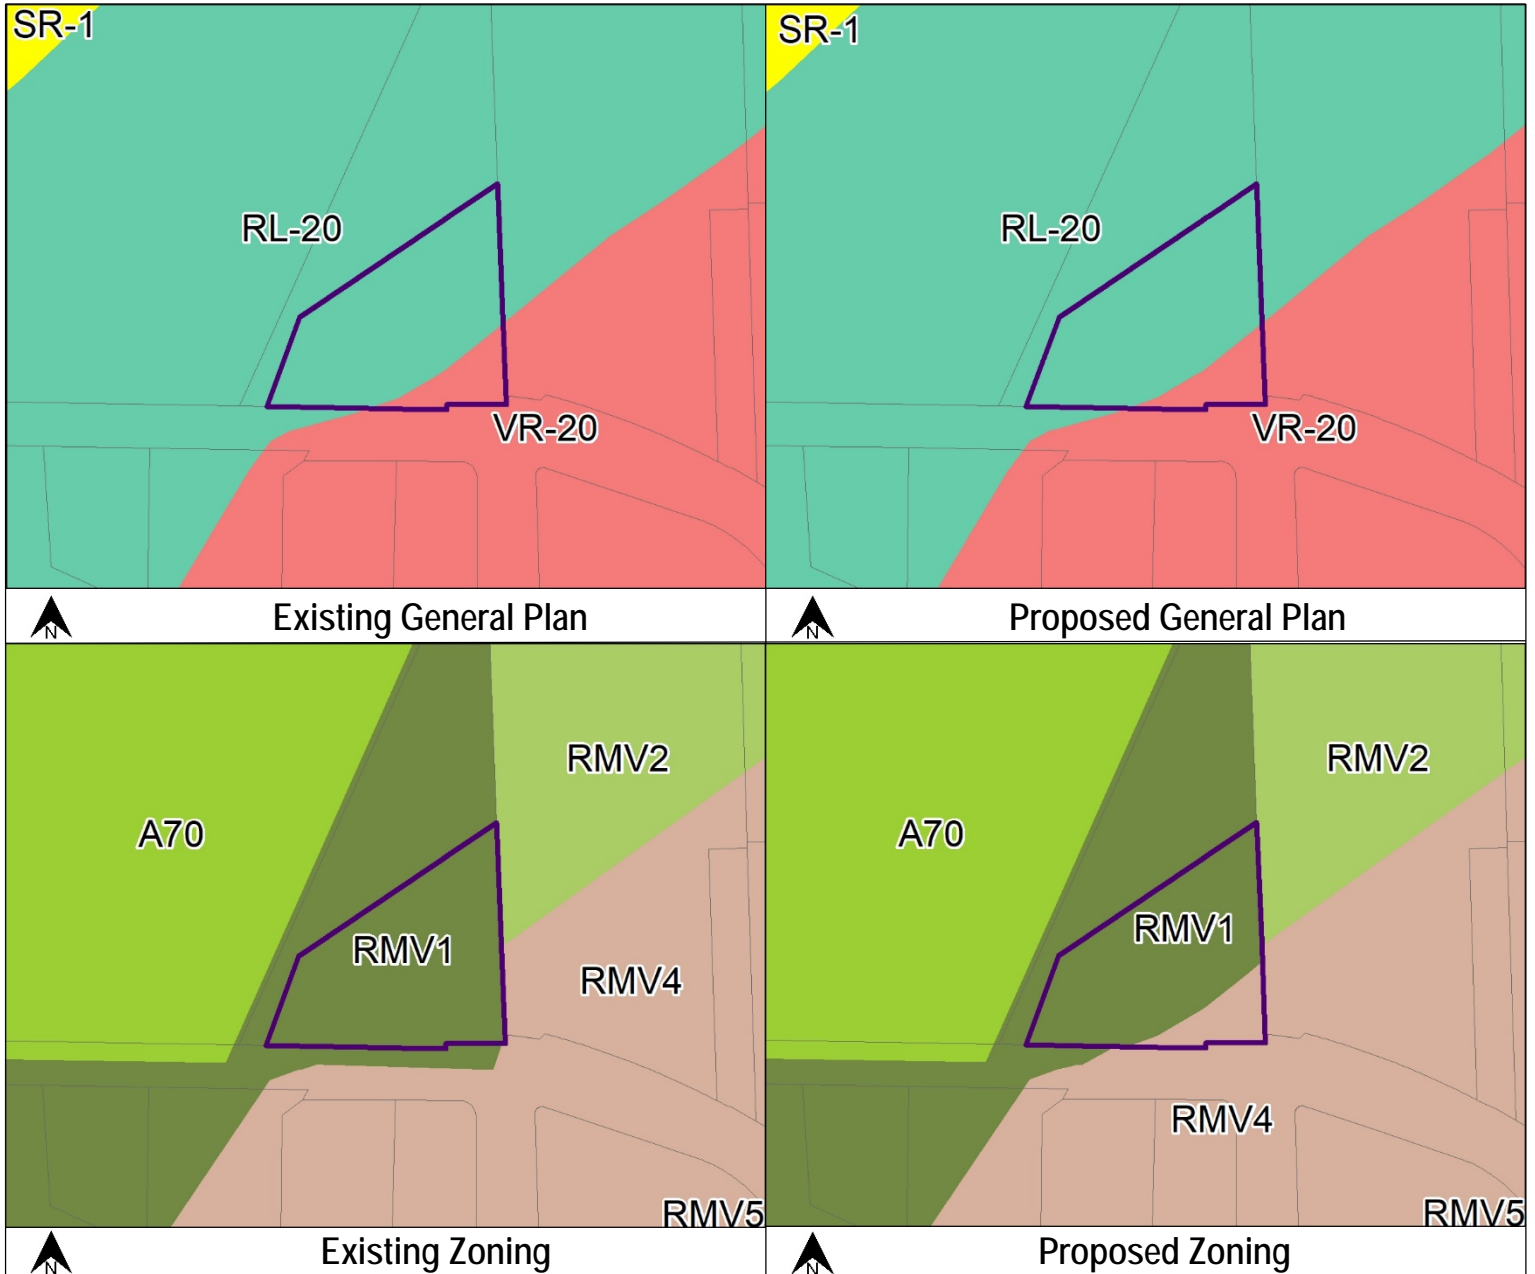 SR-1
RL-20
VR-20
N
Existing General Plan
SR-1
RL-20
VR-20
N
Proposed General Plan
RMV2
A70
RMV1
RMV4
RMV5
N
Existing Zoning
RMV2
A70
RMV1
RMV4
RMV5
N
Proposed Zoning